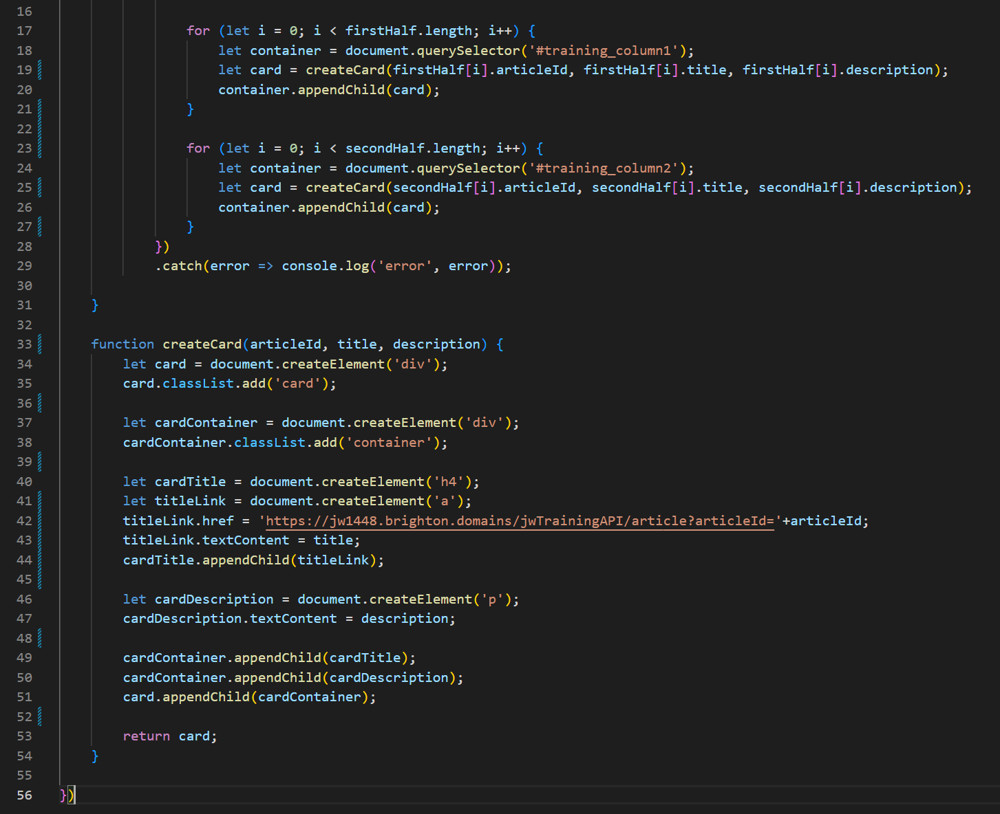 16
17 for (let i = 0; i < firstHalf.length; i++) {
18 let container = document.querySelector('#training_column1');
19 let card = createCard(firstHalf[i].articleId, firstHalf[i].title, firstHalf[i].description);
20 container.appendChild(card);
21 }
22
23 for (let i = 0; i < secondHalf.length; i++) {
24 let container = document.querySelector('#training_column2');
25 let card = createCard(secondHalf[i].articleId, secondHalf[i].title, secondHalf[i].description);
26 container.appendChild(card);
27 }
28 })
29 .catch(error => console.log('error', error));
30
31 }
32
33 function createCard(articleId, title, description) {
34 let card = document.createElement('div');
35 card.classList.add('card');
36
37 let cardContainer = document.createElement('div');
38 cardContainer.classList.add('container');
39
40 let cardTitle = document.createElement('h4');
41 let titleLink = document.createElement('a');
42 titleLink.href = 'https://jw1448.brighton.domains/jwTrainingAPI/article?articleId='+articleId;
43 titleLink.textContent = title;
44 cardTitle.appendChild(titleLink);
45
46 let cardDescription = document.createElement('p');
47 cardDescription.textContent = description;
48
49 cardContainer.appendChild(cardTitle);
50 cardContainer.appendChild(cardDescription);
51 card.appendChild(cardContainer);
52
53 return card;
54 }
55
56 })